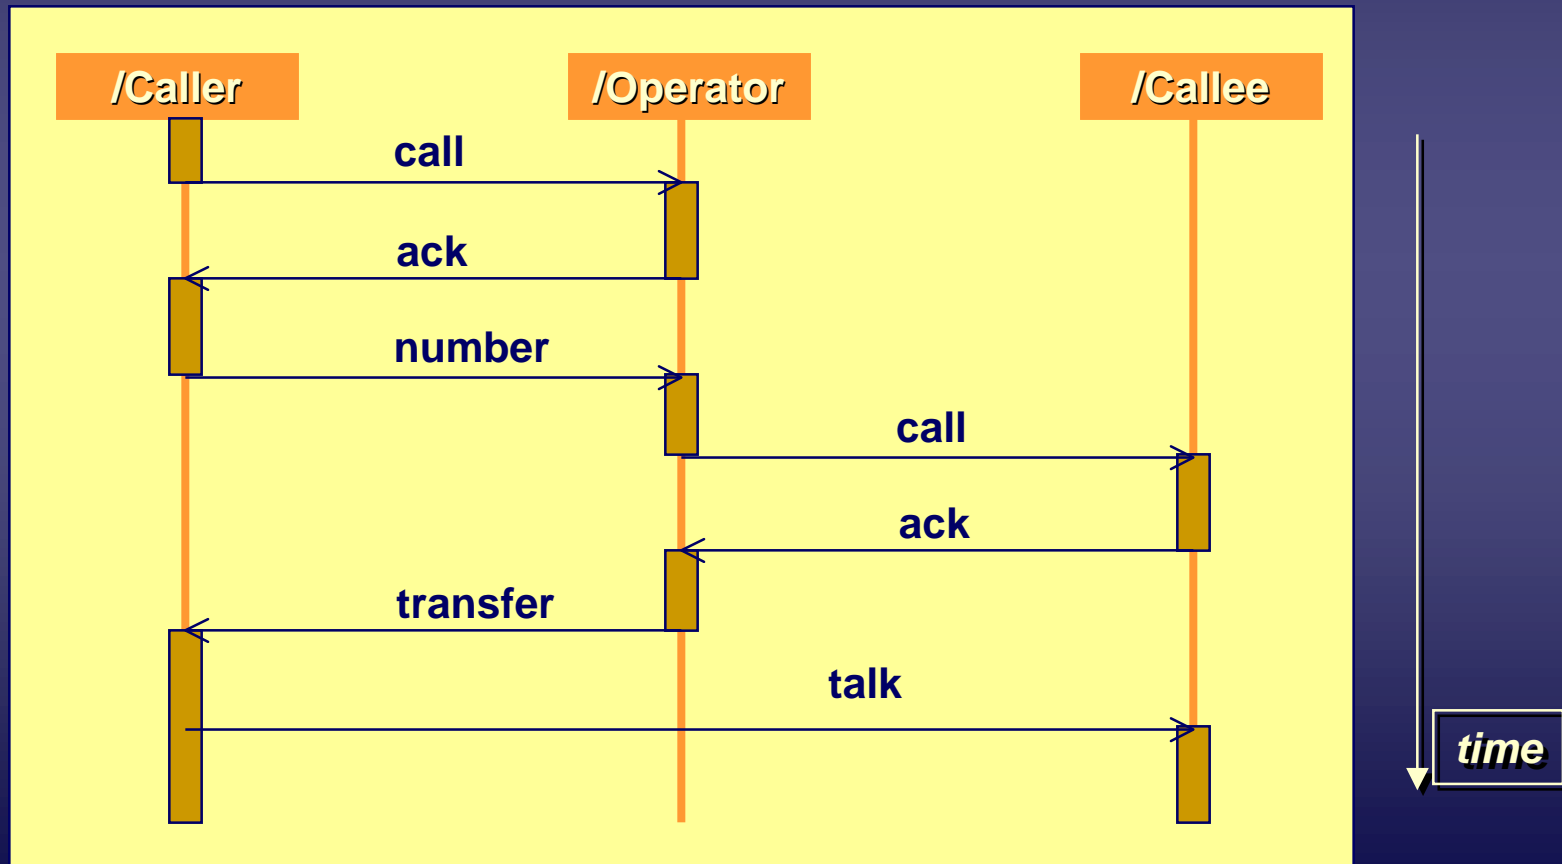 /Caller /Operator /Callee
call
ack
number
call
ack
transfer
talk
time